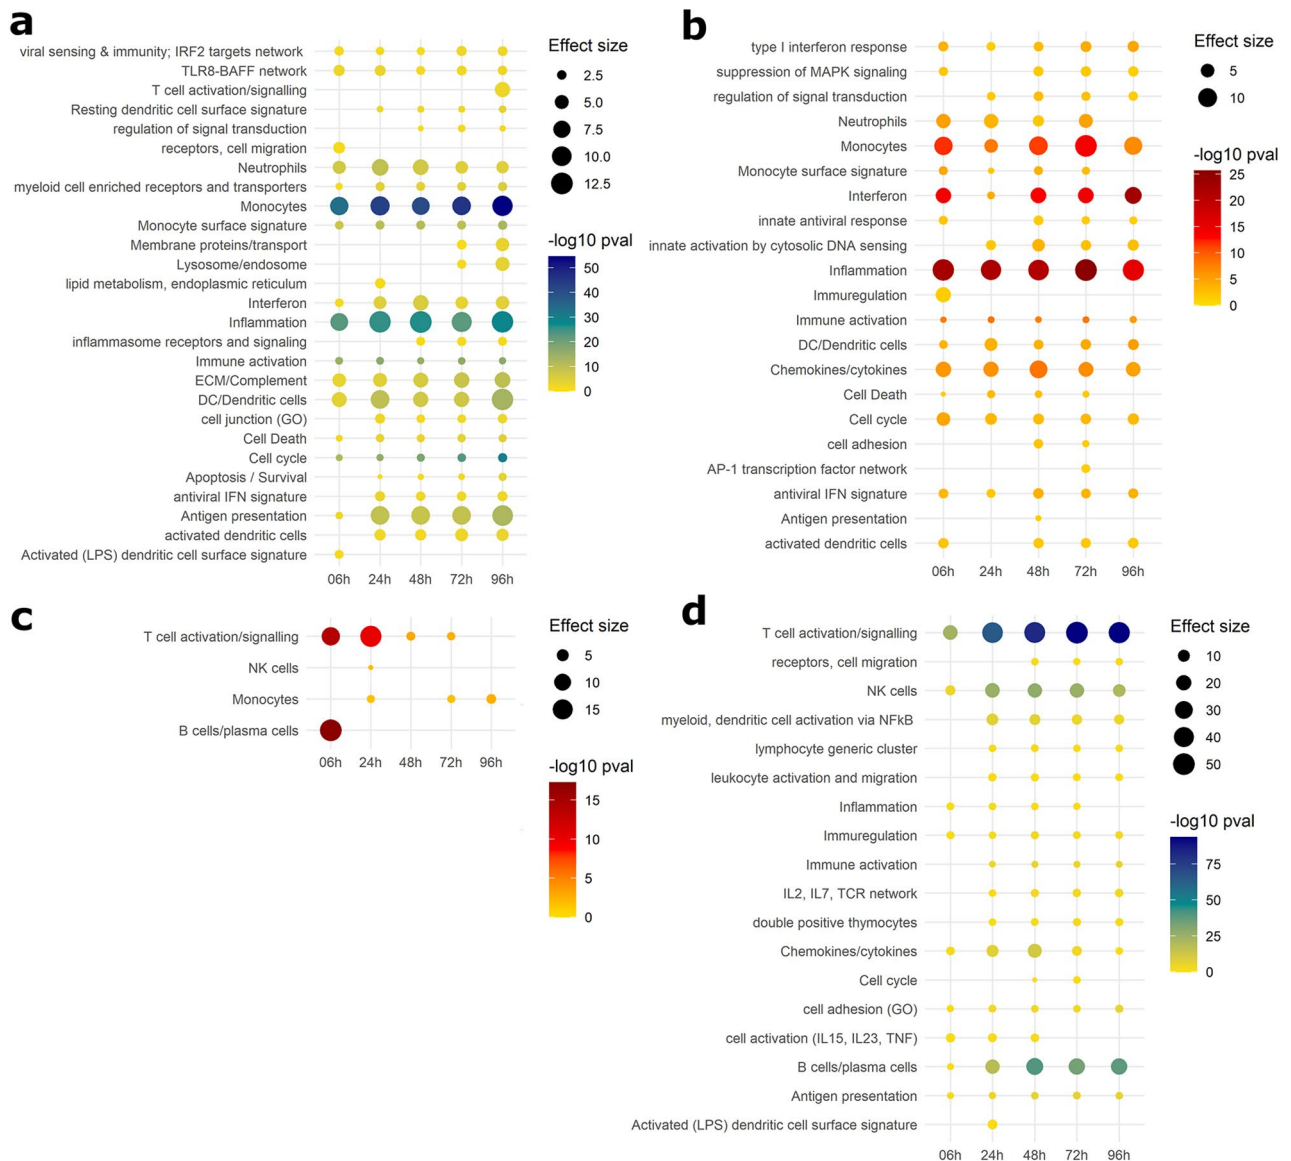 a
viral sensing & immunity; IRF2 targets network
TLR8-BAFF network
T cell activation/signalling
Resting dendritic cell surface signature
regulation of signal transduction
receptors, cell migration
Neutrophils
myeloid cell enriched receptors and transporters
Monocytes
Monocyte surface signature
Membrane proteins/transport
Lysosome/endosome
lipid metabolism, endoplasmic reticulum
Interferon
Inflammation
inflammasome receptors and signaling
Immune activation
ECM/Complement
DC/Dendritic cells
cell junction (GO)
Cell Death
Cell cycle
Apoptosis / Survival
antiviral IFN signature
Antigen presentation
activated dendritic cells
Activated (LPS) dendritic cell surface signature
06h 24h 48h 72h 96h
Effect size
2.5
5.0
7.5
10.0
12.5
-log10 pval
50
40
30
20
10
0
b
type I interferon response
suppression of MAPK signaling
regulation of signal transduction
Neutrophils
Monocytes
Monocyte surface signature
Interferon
innate antiviral response
innate activation by cytosolic DNA sensing
Inflammation
Immuregulation
Immune activation
DC/Dendritic cells
Chemokines/cytokines
Cell Death
Cell cycle
cell adhesion
AP-1 transcription factor network
antiviral IFN signature
Antigen presentation
activated dendritic cells
06h 24h 48h 72h 96h
Effect size
5
10
-log10 pval
25
20
15
10
5
0
c
T cell activation/signalling
NK cells
Monocytes
B cells/plasma cells
06h 24h 48h 72h 96h
Effect size
5
10
15
-log10 pval
15
10
5
0
d
T cell activation/signalling
receptors, cell migration
NK cells
myeloid, dendritic cell activation via NFkB
lymphocyte generic cluster
leukocyte activation and migration
Inflammation
Immuregulation
Immune activation
IL2, IL7, TCR network
double positive thymocytes
Chemokines/cytokines
Cell cycle
cell adhesion (GO)
cell activation (IL15, IL23, TNF)
B cells/plasma cells
Antigen presentation
Activated (LPS) dendritic cell surface signature
06h 24h 48h 72h 96h
Effect size
10
20
30
40
50
-log10 pval
75
50
25
0